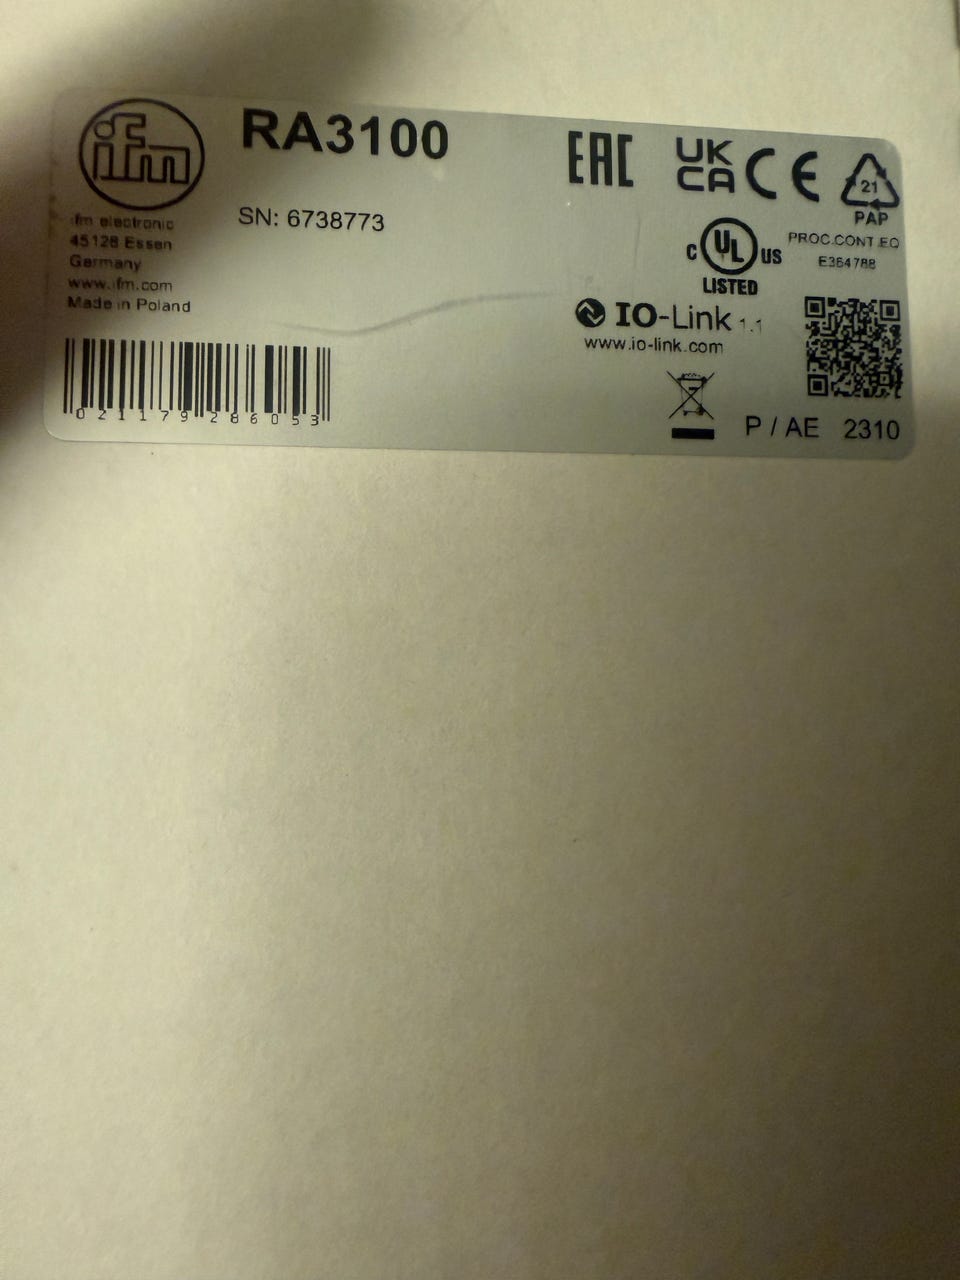 ifm
RA3100
SN: 6738773
ifm electronic
45128 Essen
Germany
www.ifm.com
Made in Poland
021179286053
EAC
UK
CA
CE
21
PAP
C UL US
LISTED
PROC.CONT.EQ
E364788
IO-Link 1.1
www.io-link.com
P / AE 2310